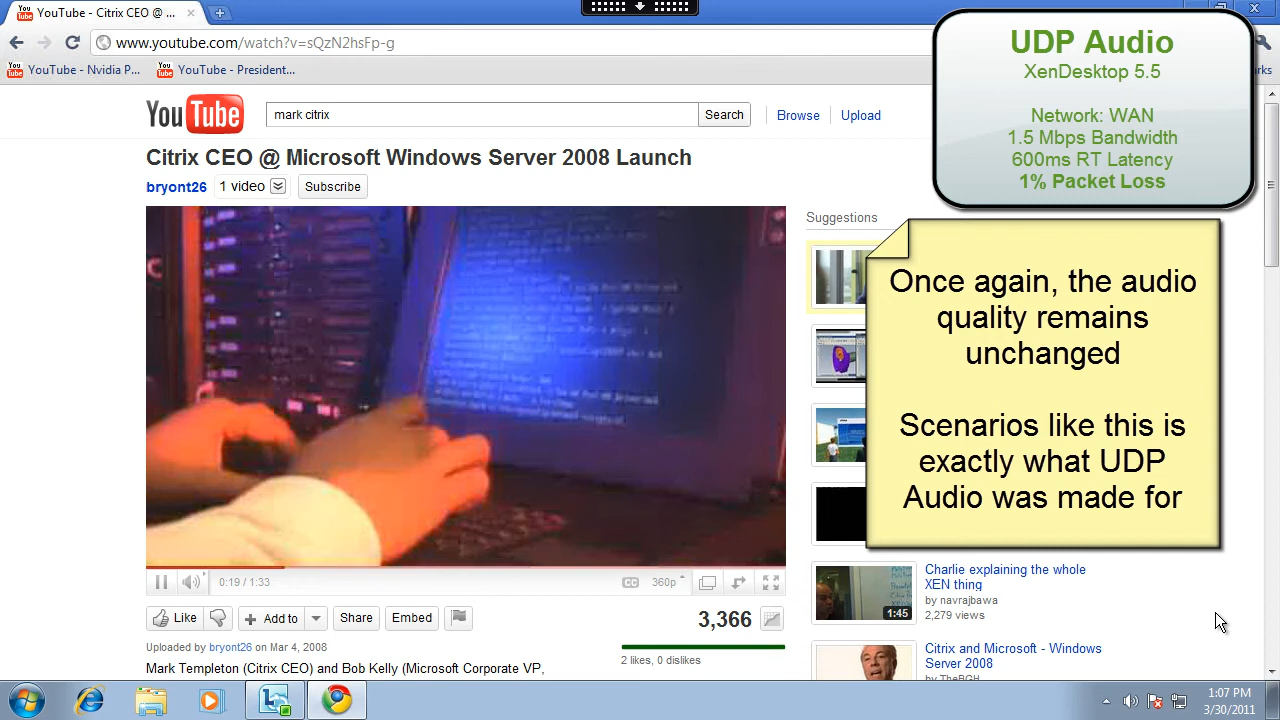 YouTube - Citrix CEO @ ...
www.youtube.com/watch?v=sQzN2hsFp-g
YouTube - Nvidia P...
YouTube - President...
UDP Audio
XenDesktop 5.5
Network: WAN
1.5 Mbps Bandwidth
600ms RT Latency
1% Packet Loss
YouTube
mark citrix
Search
Browse
Upload
Citrix CEO @ Microsoft Windows Server 2008 Launch
bryont26
1 video
Subscribe
Suggestions
Once again, the audio
quality remains
unchanged
Scenarios like this is
exactly what UDP
Audio was made for
0:19 / 1:33
CC
360p
Like
Add to
Share
Embed
3,366
Uploaded by bryont26 on Mar 4, 2008
2 likes, 0 dislikes
Mark Templeton (Citrix CEO) and Bob Kelly (Microsoft Corporate VP,
Charlie explaining the whole
XEN thing
by navrajbawa
2,279 views
1:45
Citrix and Microsoft - Windows
Server 2008
by TheBGH
1:07 PM
3/30/2011